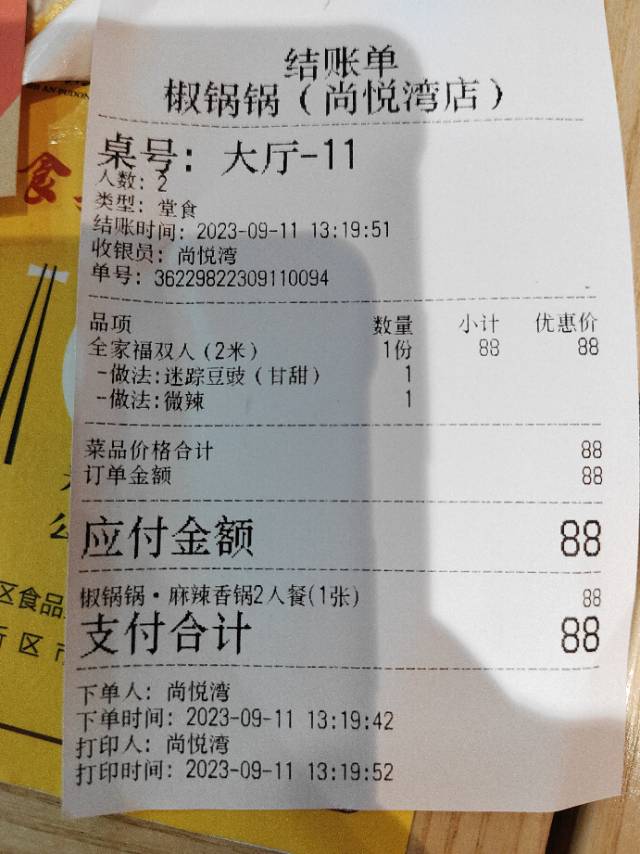 结账单
椒锅锅（尚悦湾店）
桌号：大厅-11
人数：2
类型：堂食
结账时间：2023-09-11 13:19:51
收银员：尚悦湾
单号：36229822309110094
品项 数量 小计 优惠价
全家福双人（2米） 1份 88 88
-做法:迷踪豆豉（甘甜） 1
-做法:微辣 1
菜品价格合计 88
订单金额 88
应付金额 88
椒锅锅·麻辣香锅2人餐(1张) 88
支付合计 88
下单人：尚悦湾
下单时间：2023-09-11 13:19:42
打印人：尚悦湾
打印时间：2023-09-11 13:19:52
食
区食品